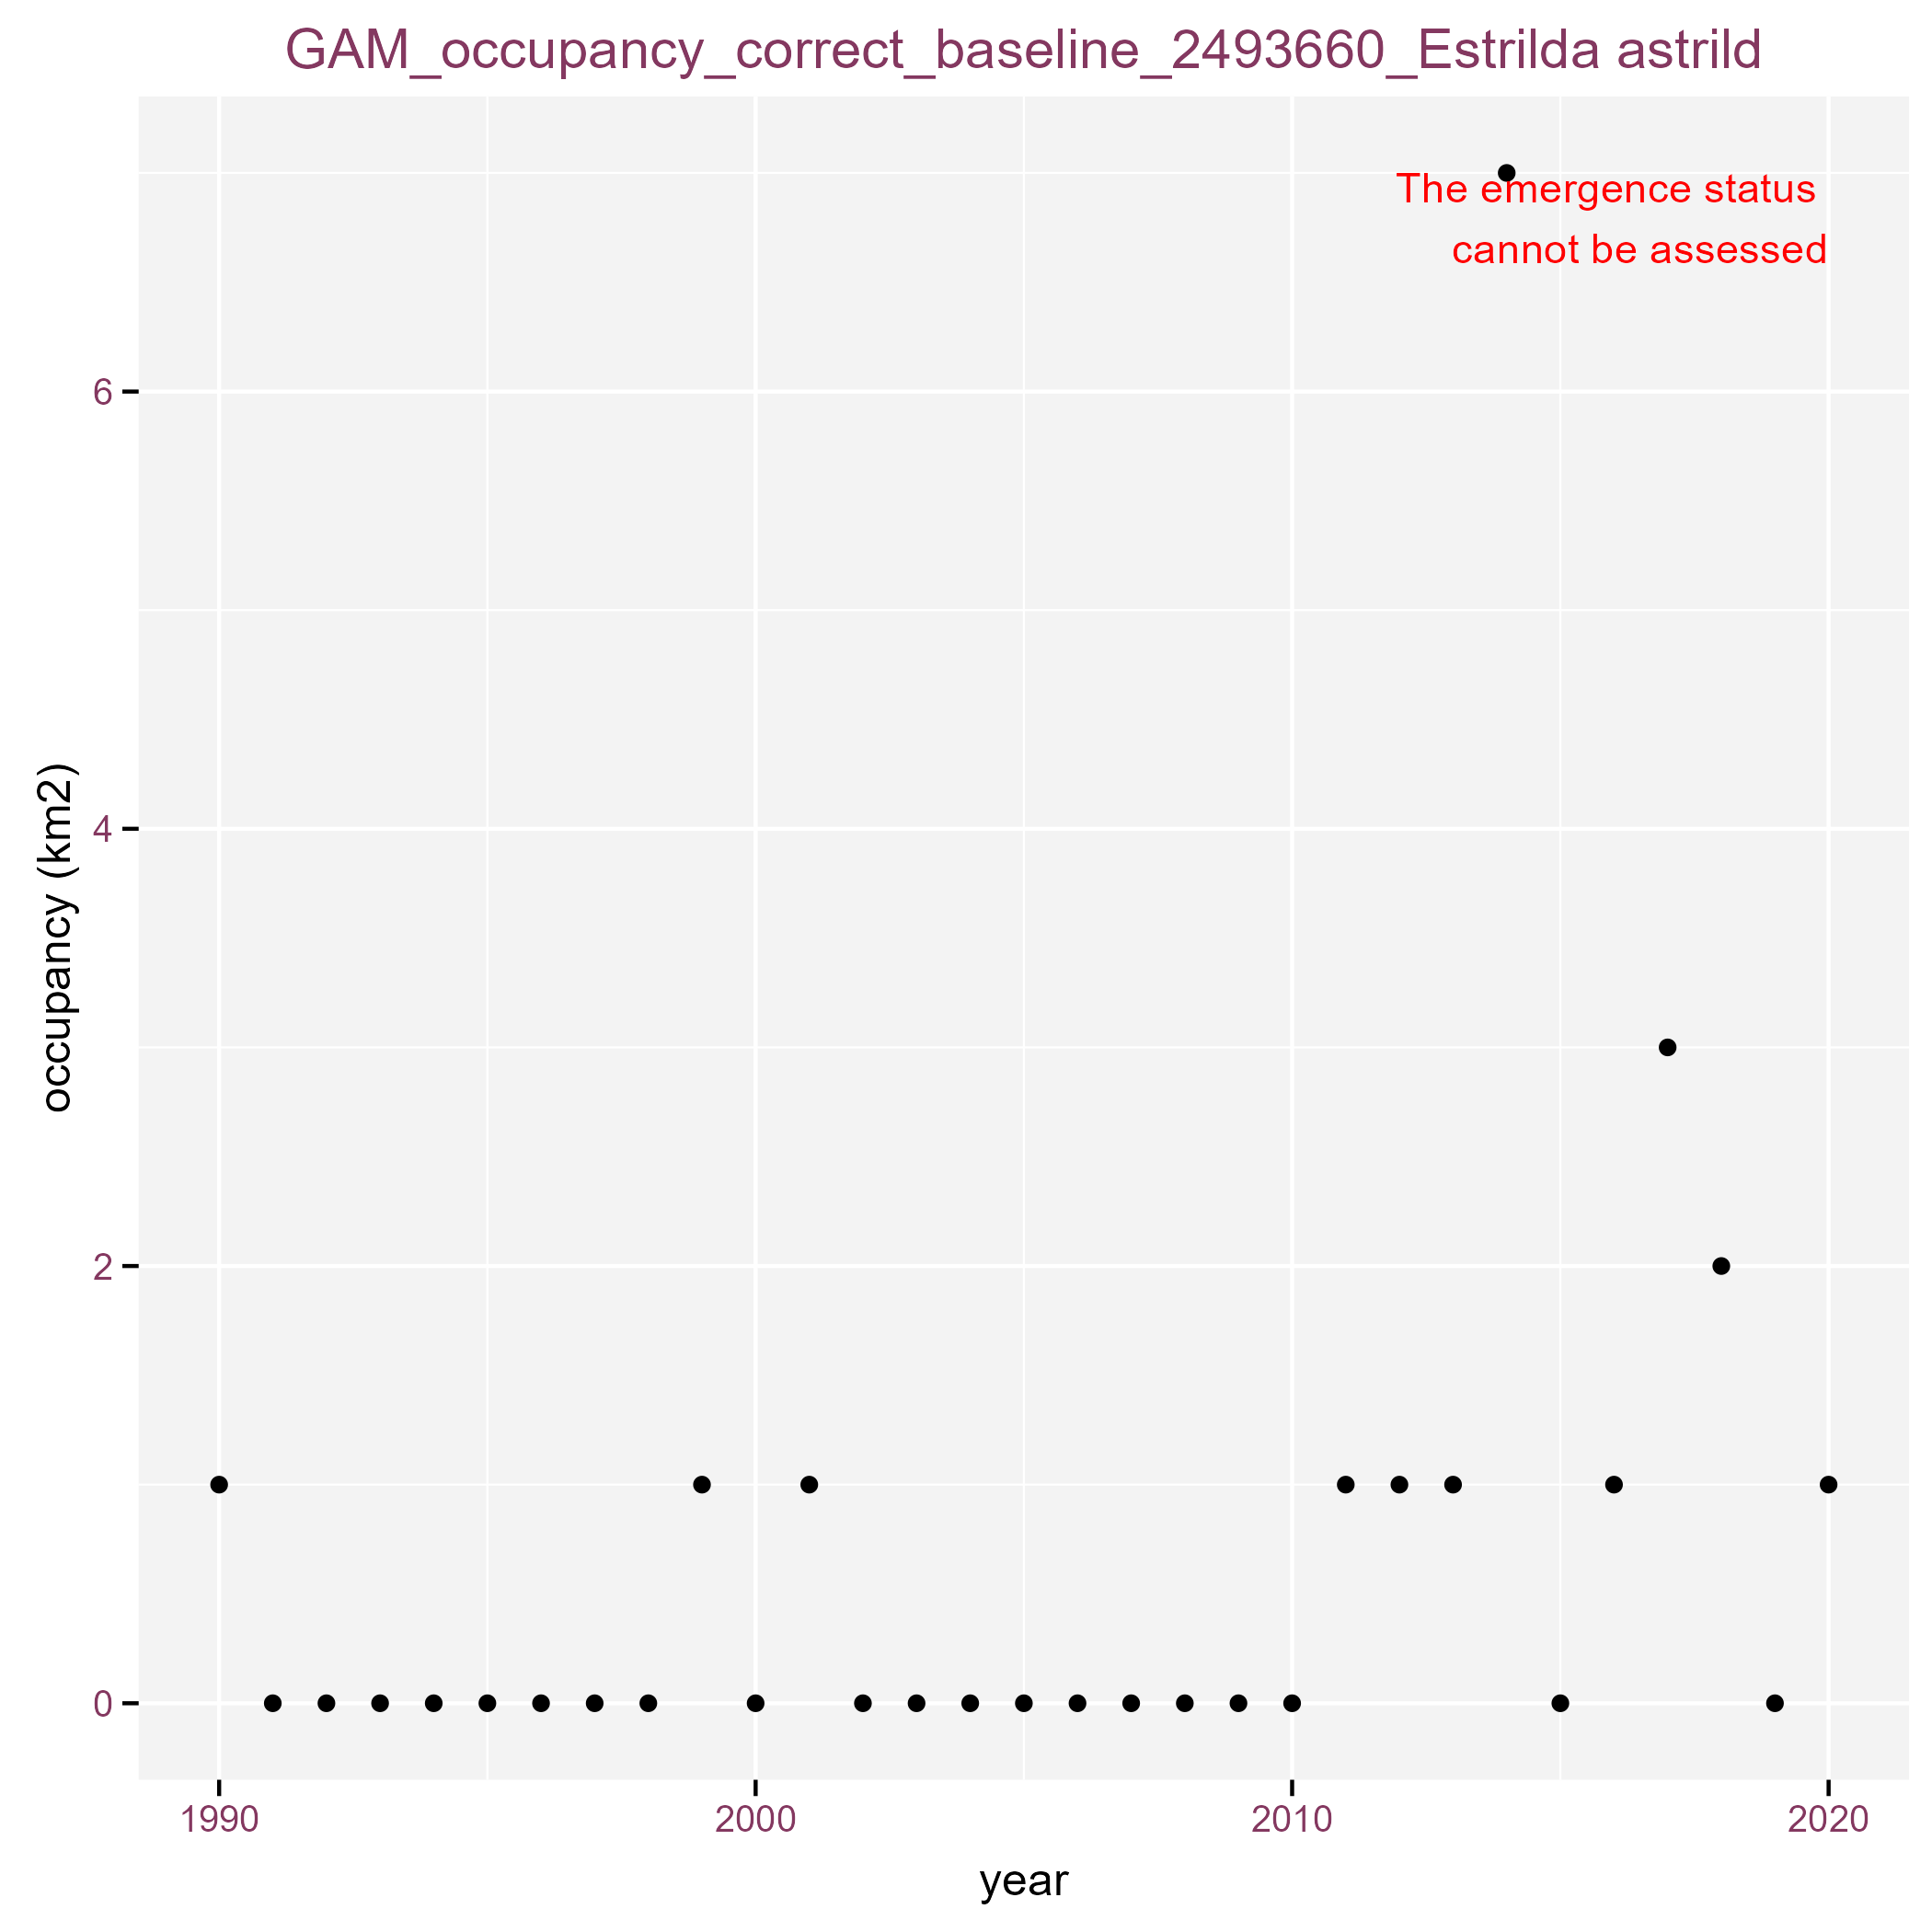 GAM_occupancy_correct_baseline_2493660_Estrilda astrild
The emergence status
cannot be assessed
6
4
2
0
occupancy (km2)
1990 2000 2010 2020
year